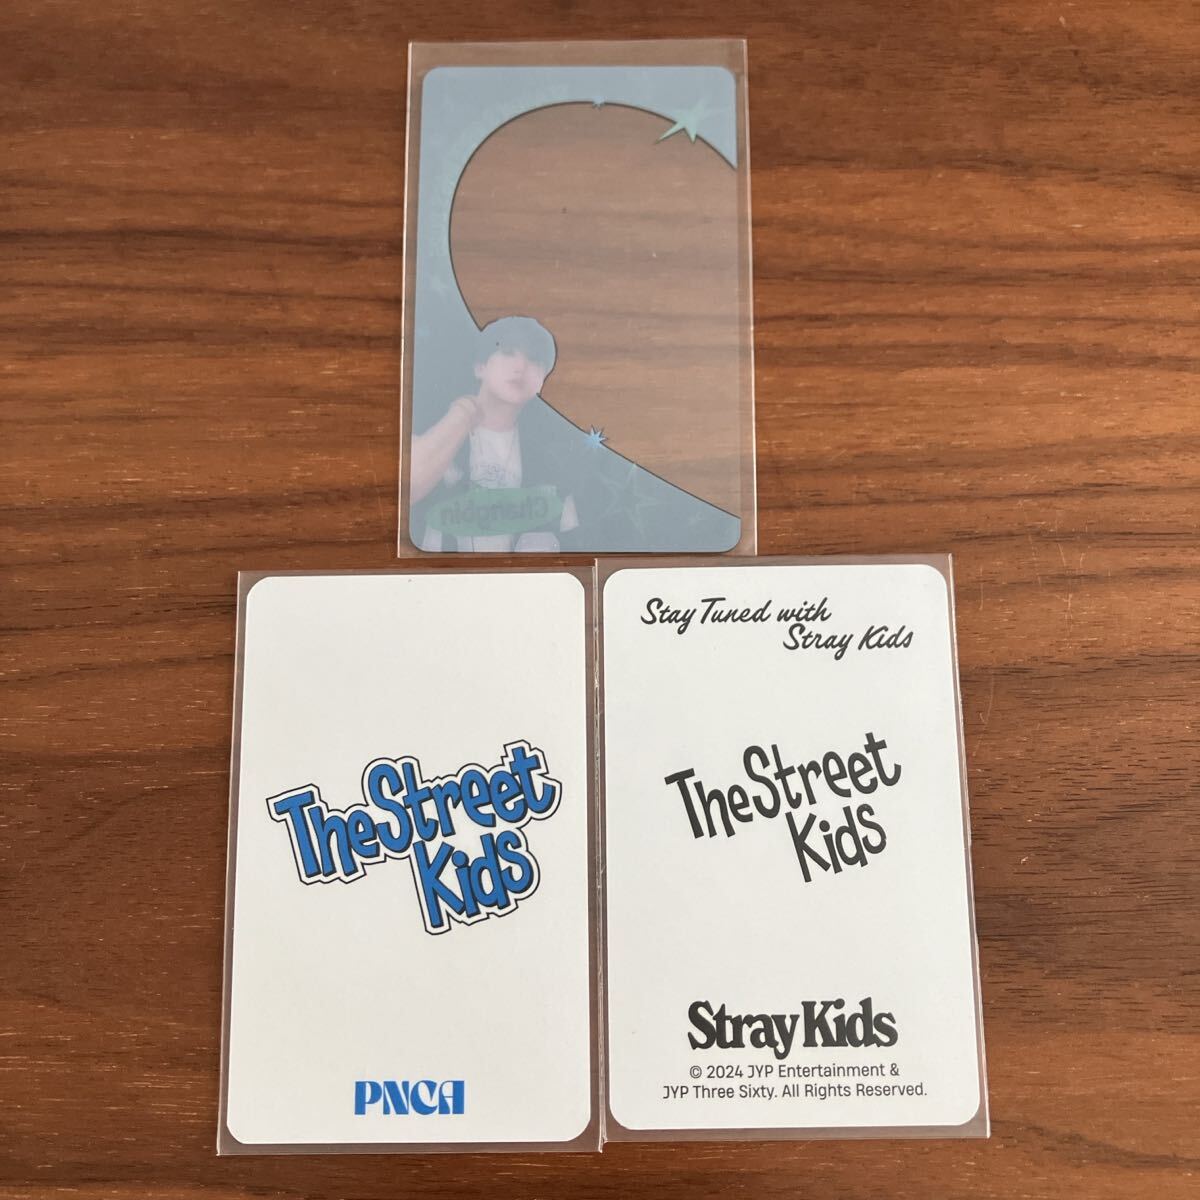 Changbin
The Street
Kids
PNCA
Stay Tuned with
Stray Kids
The Street
Kids
Stray Kids
© 2024 JYP Entertainment &
JYP Three Sixty. All Rights Reserved.